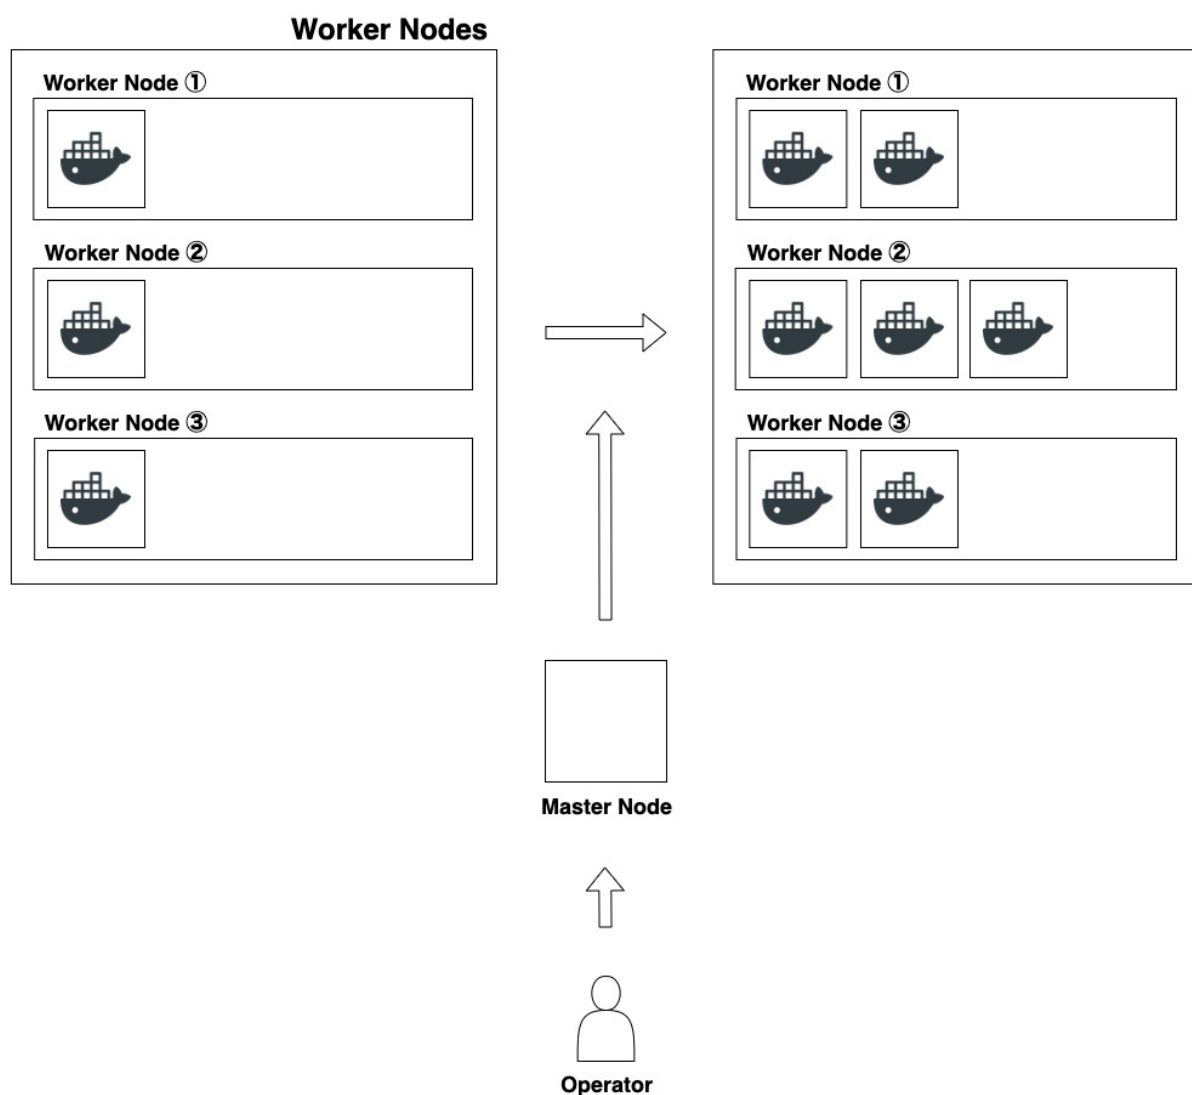 Worker Nodes
Worker Node ①
Worker Node ②
Worker Node ③
Worker Node ①
Worker Node ②
Worker Node ③
Master Node
Operator